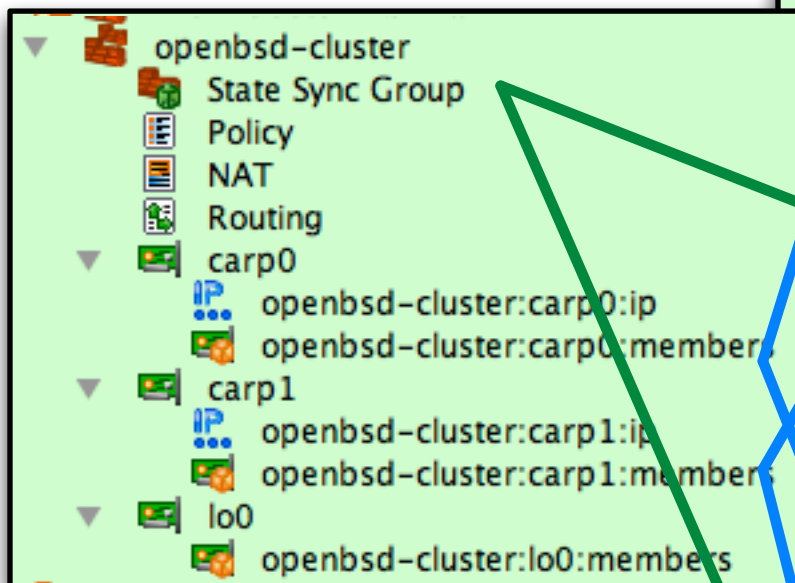 openbsd-cluster
State Sync Group
Policy
NAT
Routing
carp0
openbsd-cluster:carp0:ip
openbsd-cluster:carp0:members
carp1
openbsd-cluster:carp1:ip
openbsd-cluster:carp1:members
lo0
openbsd-cluster:lo0:members